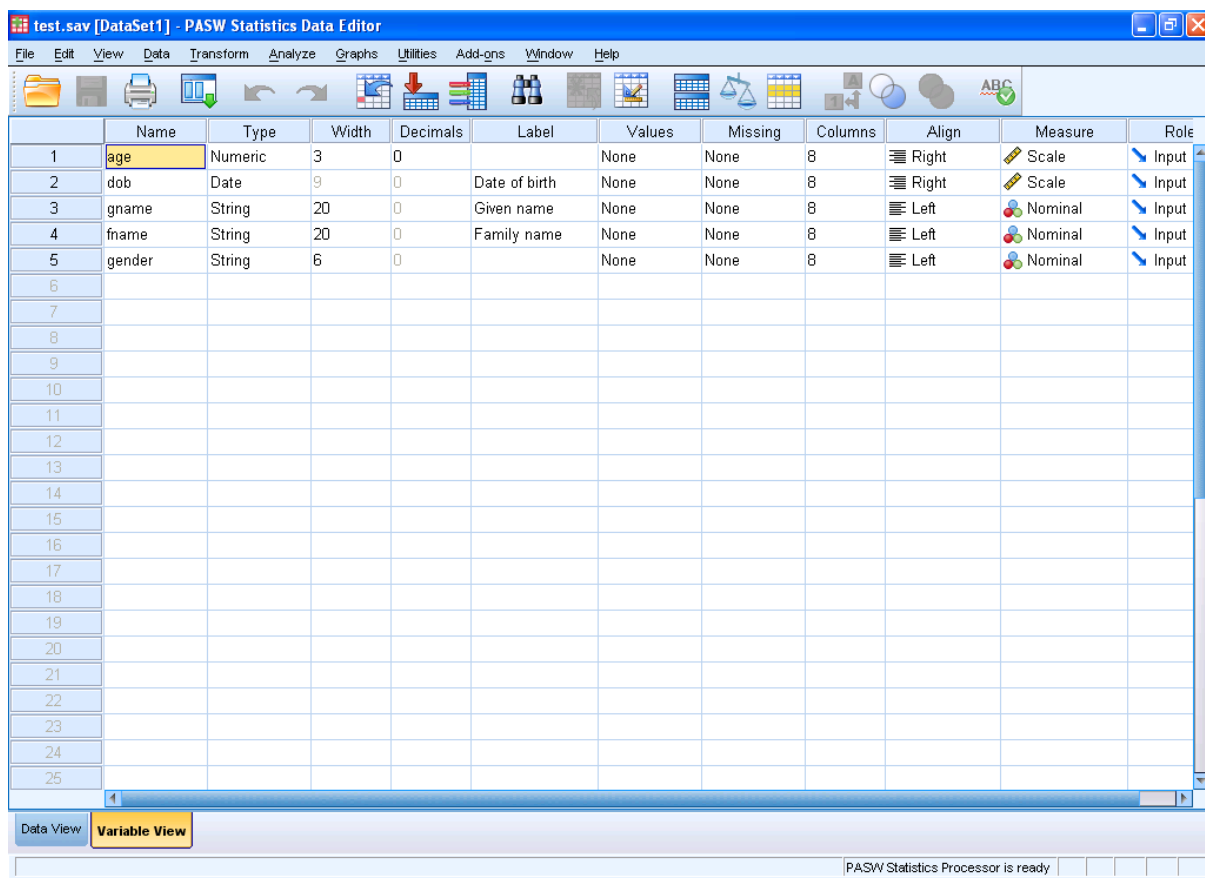 test.sav [DataSet1] - PASW Statistics Data Editor
File Edit View Data Transform Analyze Graphs Utilities Add-ons Window Help
Name Type Width Decimals Label Values Missing Columns Align Measure Role
1 age Numeric 3 0 None None 8 Right Scale Input
2 dob Date 9 0 Date of birth None None 8 Right Scale Input
3 gname String 20 0 Given name None None 8 Left Nominal Input
4 fname String 20 0 Family name None None 8 Left Nominal Input
5 gender String 6 0 None None 8 Left Nominal Input
6
7
8
9
10
11
12
13
14
15
16
17
18
19
20
21
22
23
24
25
Data View Variable View
PASW Statistics Processor is ready